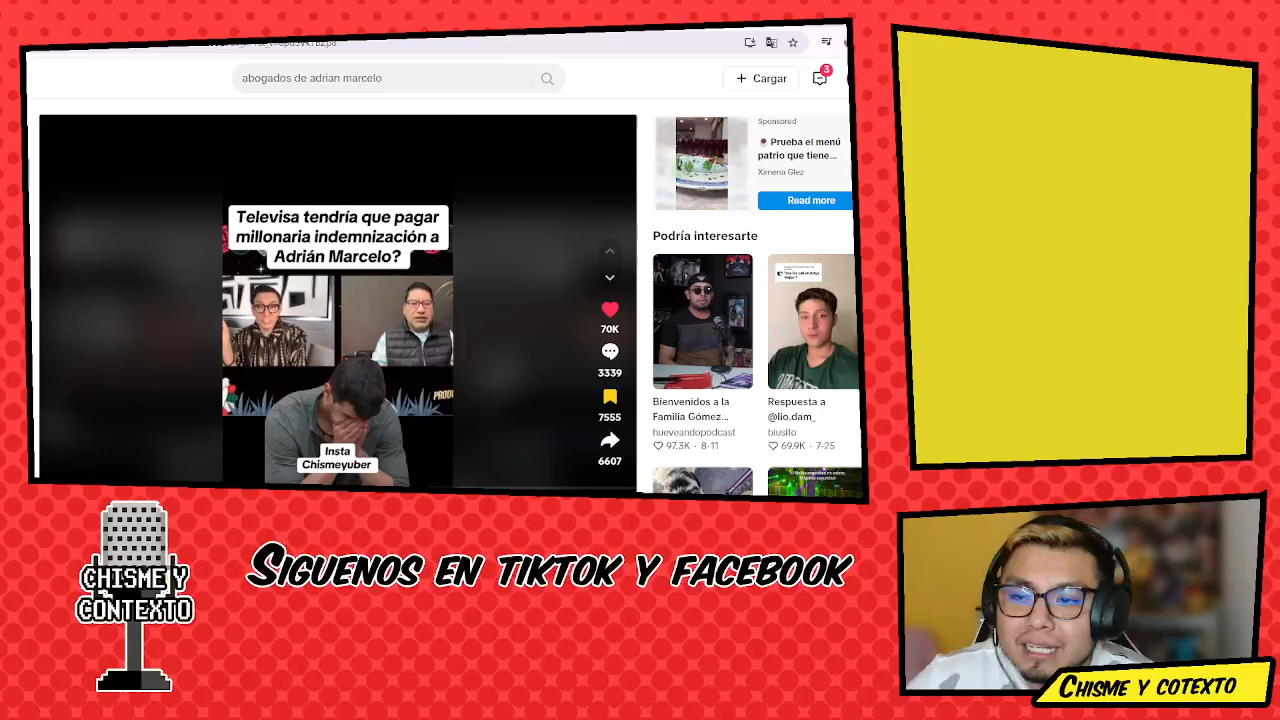 abogados de adrian marcelo
Cargar
3
Televisa tendría que pagar
millonaria indemnización a
Adrián Marcelo?
Insta
Chismeyuber
70K
3339
7555
6607
Sponsored
Prueba el menú
patrio que tiene...
Ximena Glez
Read more
Podría interesarte
Bienvenidos a la
Familia Gómez...
hueveandopodcast
97.3K · 8-11
Respuesta a
@lio.dam_
biusito
69.9K · 7-25
CHISME Y
CONTEXTO
SIGUENOS EN TIKTOK Y FACEBOOK
CHISME Y COTEXTO